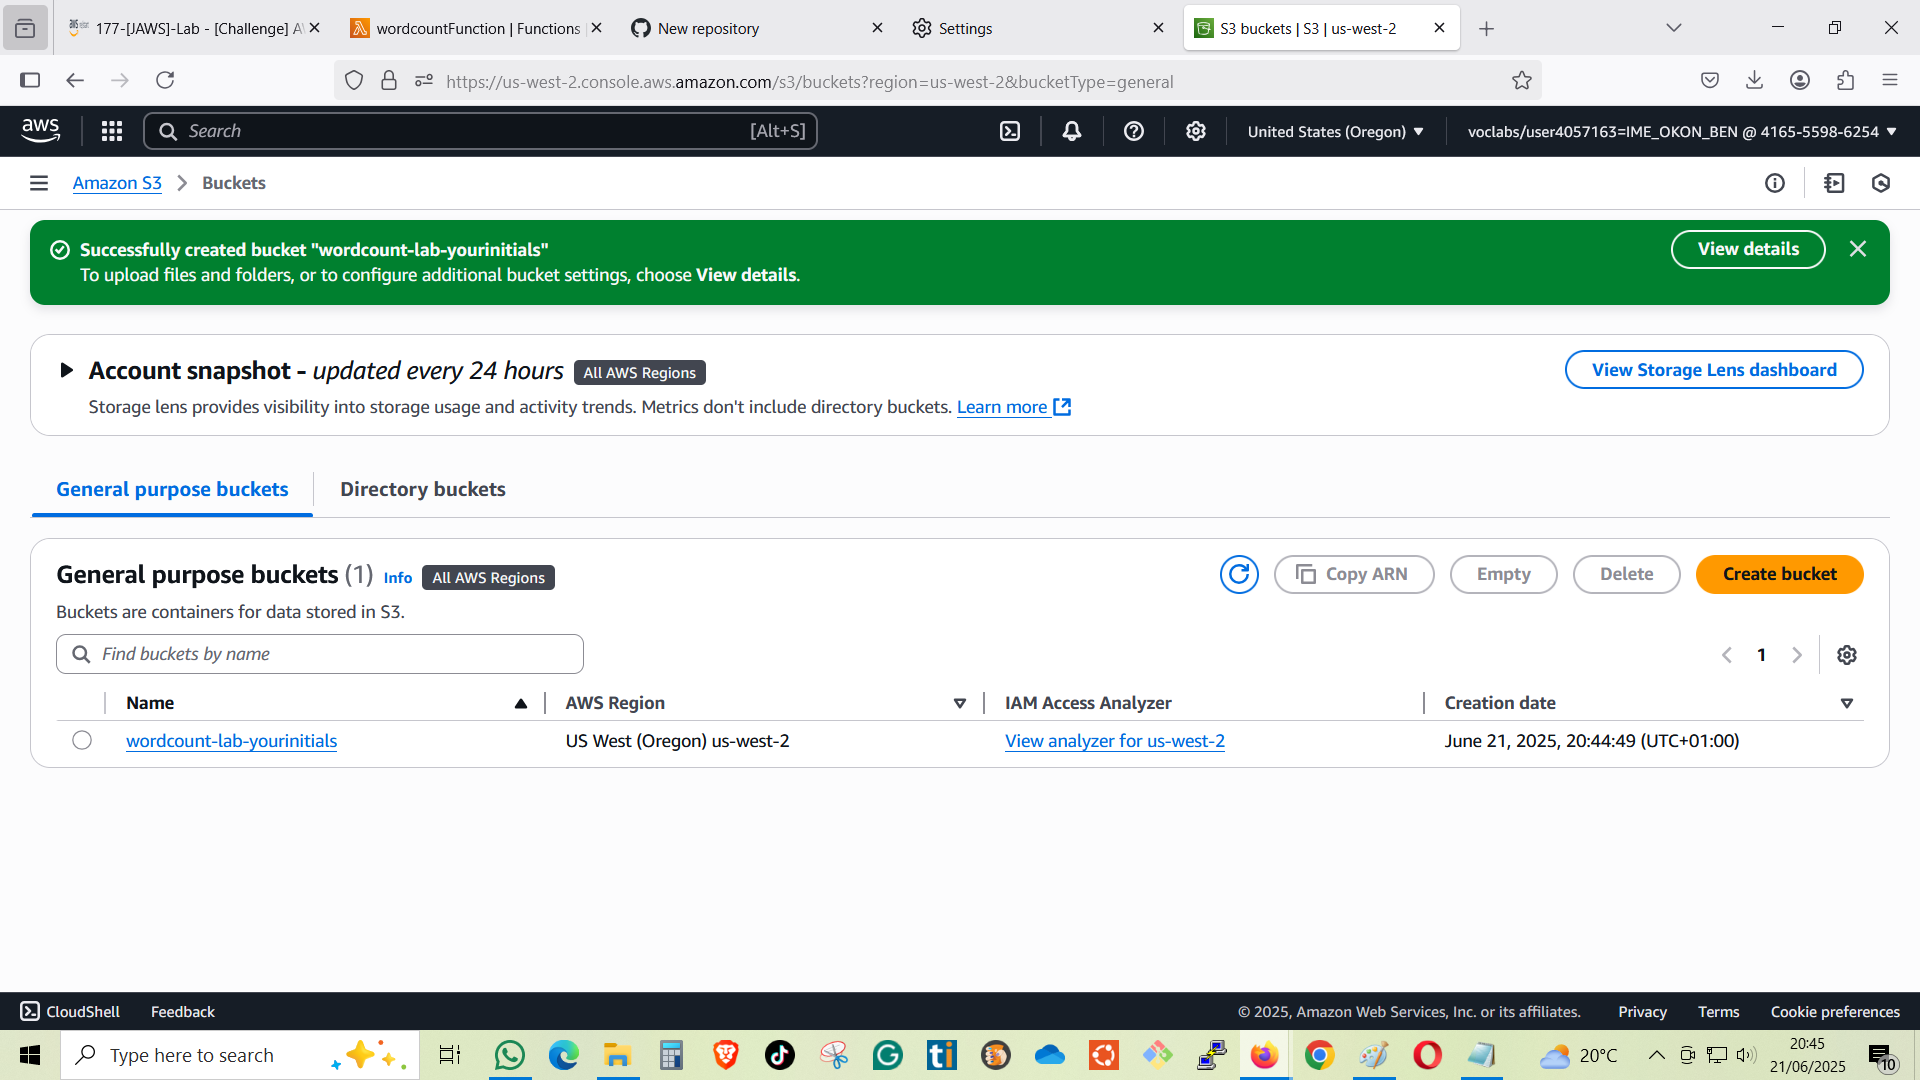 177-[JAWS]-Lab - [Challenge] A
wordcountFunction | Functions
New repository
Settings
S3 buckets | S3 | us-west-2
https://us-west-2.console.aws.amazon.com/s3/buckets?region=us-west-2&bucketType=general
aws
Search
[Alt+S]
United States (Oregon)
voclabs/user4057163=IME_OKON_BEN @ 4165-5598-6254
Amazon S3
Buckets
Successfully created bucket "wordcount-lab-yourinitials"
To upload files and folders, or to configure additional bucket settings, choose View details.
View details
Account snapshot - updated every 24 hours
All AWS Regions
View Storage Lens dashboard
Storage lens provides visibility into storage usage and activity trends. Metrics don't include directory buckets. Learn more
General purpose buckets
Directory buckets
General purpose buckets (1)
Info
All AWS Regions
Copy ARN
Empty
Delete
Create bucket
Buckets are containers for data stored in S3.
Find buckets by name
1
Name
AWS Region
IAM Access Analyzer
Creation date
wordcount-lab-yourinitials
US West (Oregon) us-west-2
View analyzer for us-west-2
June 21, 2025, 20:44:49 (UTC+01:00)
CloudShell
Feedback
© 2025, Amazon Web Services, Inc. or its affiliates.
Privacy
Terms
Cookie preferences
Type here to search
ti
20°C
20:45
21/06/2025
10